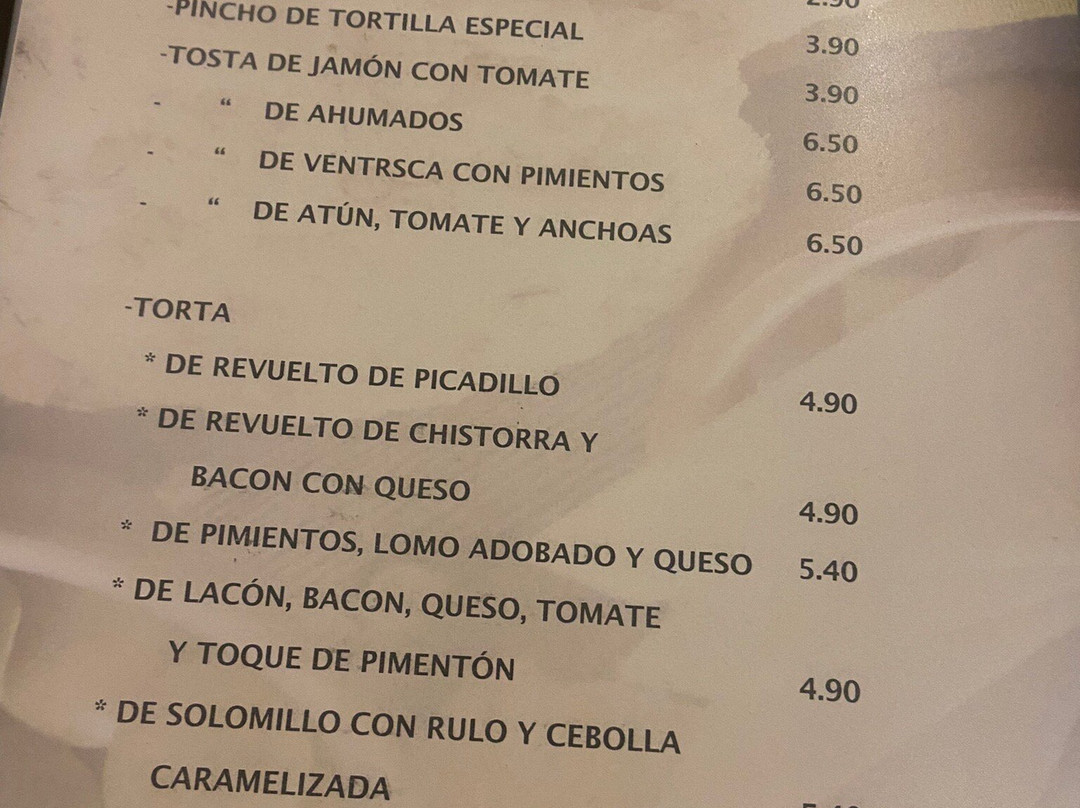 2.90
-PINCHO DE TORTILLA ESPECIAL 3.90
-TOSTA DE JAMÓN CON TOMATE 3.90
- “ DE AHUMADOS 6.50
- “ DE VENTRSCA CON PIMIENTOS 6.50
- “ DE ATÚN, TOMATE Y ANCHOAS 6.50
-TORTA
* DE REVUELTO DE PICADILLO 4.90
* DE REVUELTO DE CHISTORRA Y
BACON CON QUESO 4.90
* DE PIMIENTOS, LOMO ADOBADO Y QUESO 5.40
* DE LACÓN, BACON, QUESO, TOMATE
Y TOQUE DE PIMENTÓN 4.90
* DE SOLOMILLO CON RULO Y CEBOLLA
CARAMELIZADA